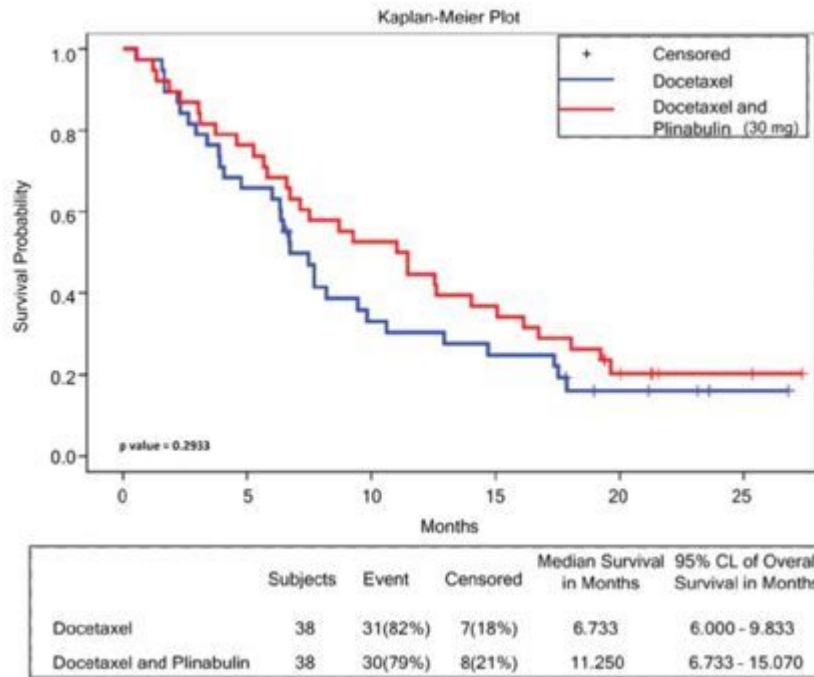 Kaplan-Meier Plot
Censored
Docetaxel
Docetaxel and
Plinabulin (30 mg)
1.0
0.8
0.6
0.4
0.2
0.0
Survival Probability
p value = 0.2933
0 5 10 15 20 25
Months
Subjects Event Censored Median Survival in Months 95% CL of Overal Survival in Months
Docetaxel 38 31(82%) 7(18%) 6.733 6.000 - 9.833
Docetaxel and Plinabulin 38 30(79%) 8(21%) 11.250 6.733 - 15.070